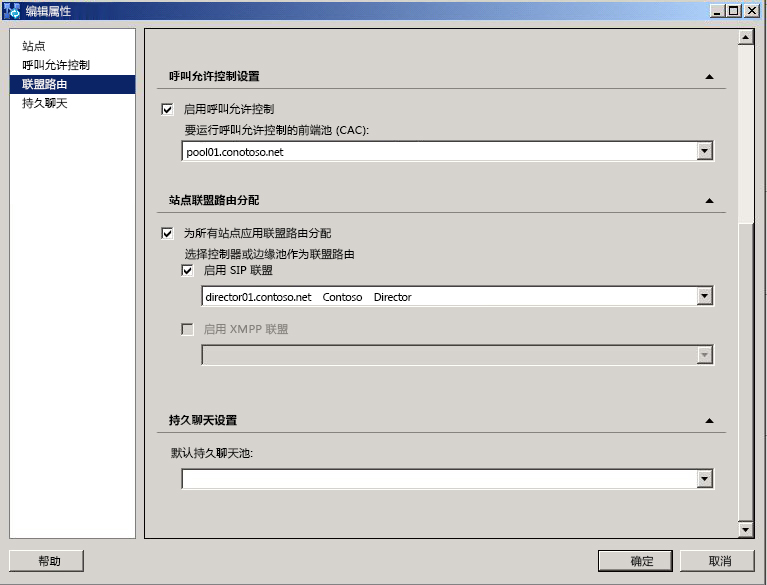 编辑属性
站点
呼叫允许控制
联盟路由
持久聊天
呼叫允许控制设置
启用呼叫允许控制
要运行呼叫允许控制的前端池 (CAC):
pool01.conotoso.net
站点联盟路由分配
为所有站点应用联盟路由分配
选择控制器或边缘池作为联盟路由
启用 SIP 联盟
director01.contoso.net Contoso Director
启用 XMPP 联盟
持久聊天设置
默认持久聊天池:
帮助
确定
取消